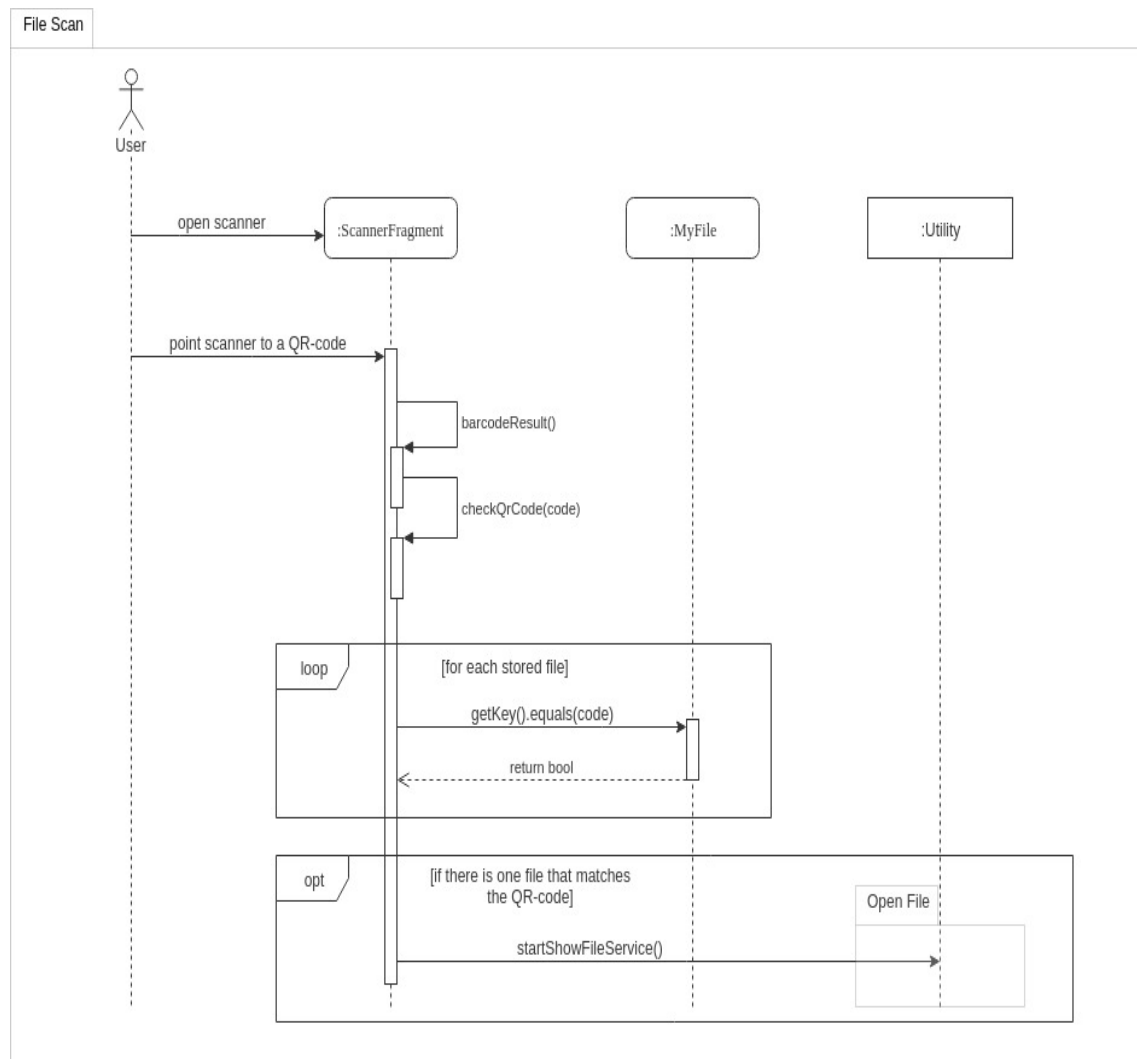 File Scan
User
open scanner
:ScannerFragment
:MyFile
:Utility
point scanner to a QR-code
barcodeResult()
checkQrCode(code)
loop
[for each stored file]
getKey().equals(code)
return bool
opt
[if there is one file that matches
the QR-code]
Open File
startShowFileService()